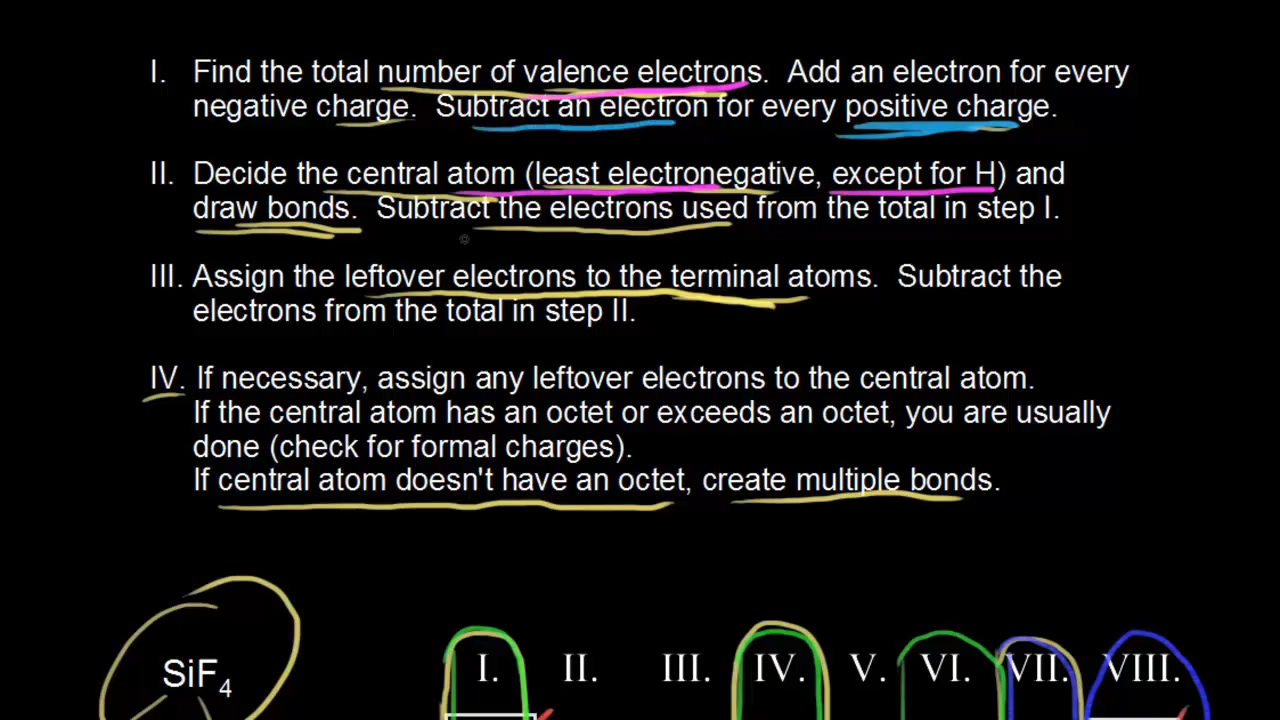 I. Find the total number of valence electrons. Add an electron for every
negative charge. Subtract an electron for every positive charge.
II. Decide the central atom (least electronegative, except for H) and
draw bonds. Subtract the electrons used from the total in step I.
III. Assign the leftover electrons to the terminal atoms. Subtract the
electrons from the total in step II.
IV. If necessary, assign any leftover electrons to the central atom.
If the central atom has an octet or exceeds an octet, you are usually
done (check for formal charges).
If central atom doesn't have an octet, create multiple bonds.
SiF4 I. II. III. IV. V. VI. VII. VIII.